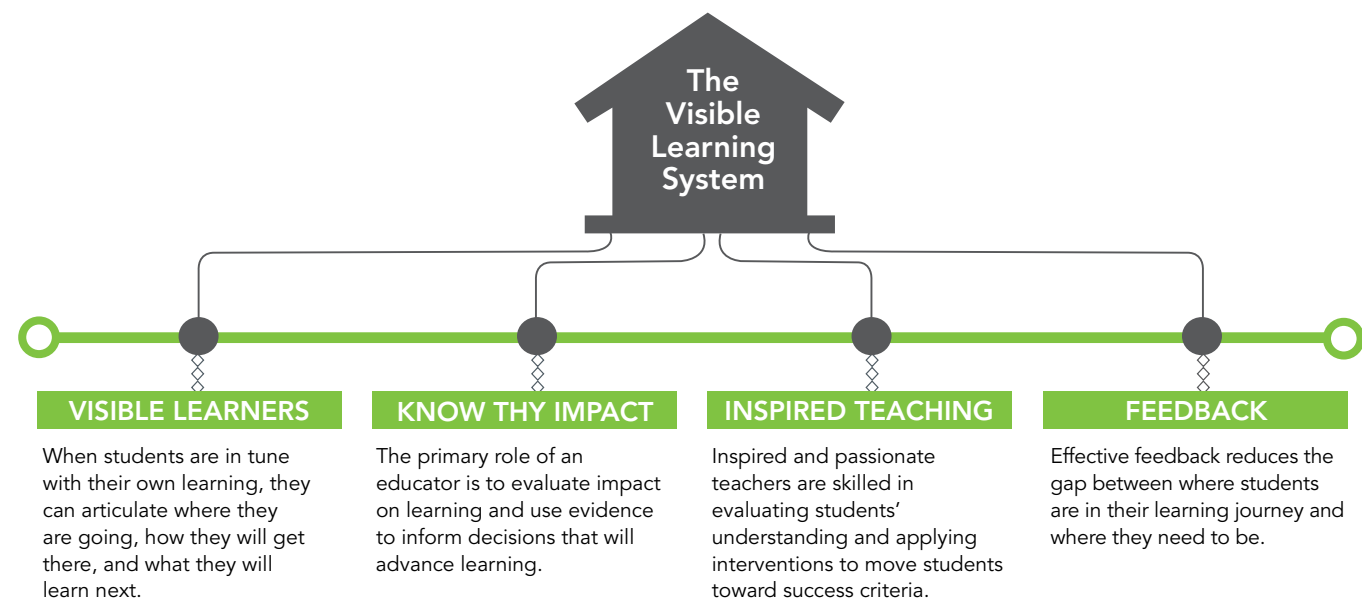 The
Visible
Learning
System
VISIBLE LEARNERS
When students are in tune
with their own learning, they
can articulate where they
are going, how they will get
there, and what they will
learn next.
KNOW THY IMPACT
The primary role of an
educator is to evaluate impact
on learning and use evidence
to inform decisions that will
advance learning.
INSPIRED TEACHING
Inspired and passionate
teachers are skilled in
evaluating students’
understanding and applying
interventions to move students
toward success criteria.
FEEDBACK
Effective feedback reduces the
gap between where students
are in their learning journey and
where they need to be.